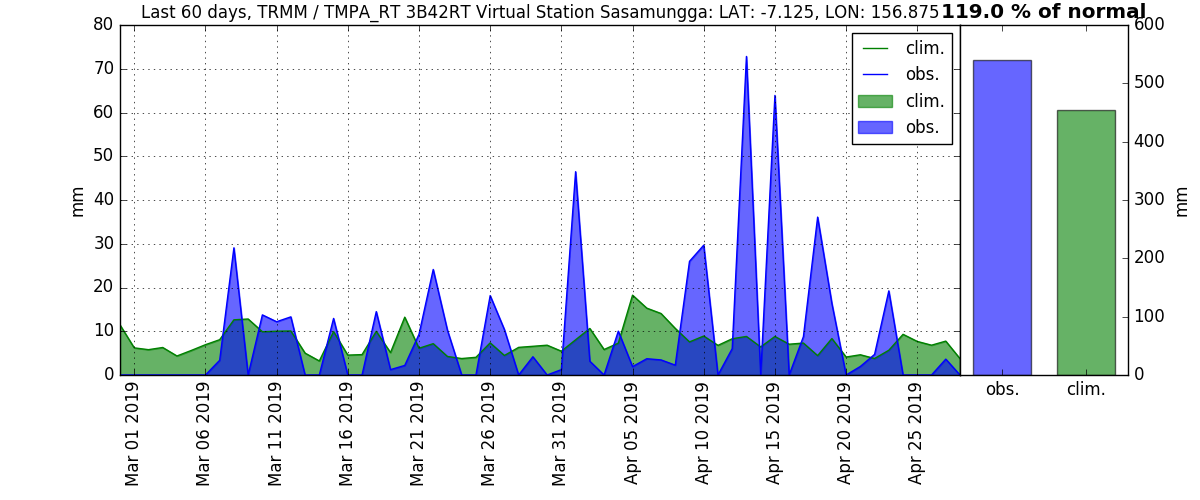 Last 60 days, TRMM / TMPA_RT 3B42RT Virtual Station Sasamungga: LAT: -7.125, LON: 156.875
119.0 % of normal
80
70
60
50
40
30
20
10
0
mm
clim.
obs.
clim.
obs.
600
500
400
300
200
100
0
mm
obs.
clim.
Mar 01 2019
Mar 06 2019
Mar 11 2019
Mar 16 2019
Mar 21 2019
Mar 26 2019
Mar 31 2019
Apr 05 2019
Apr 10 2019
Apr 15 2019
Apr 20 2019
Apr 25 2019